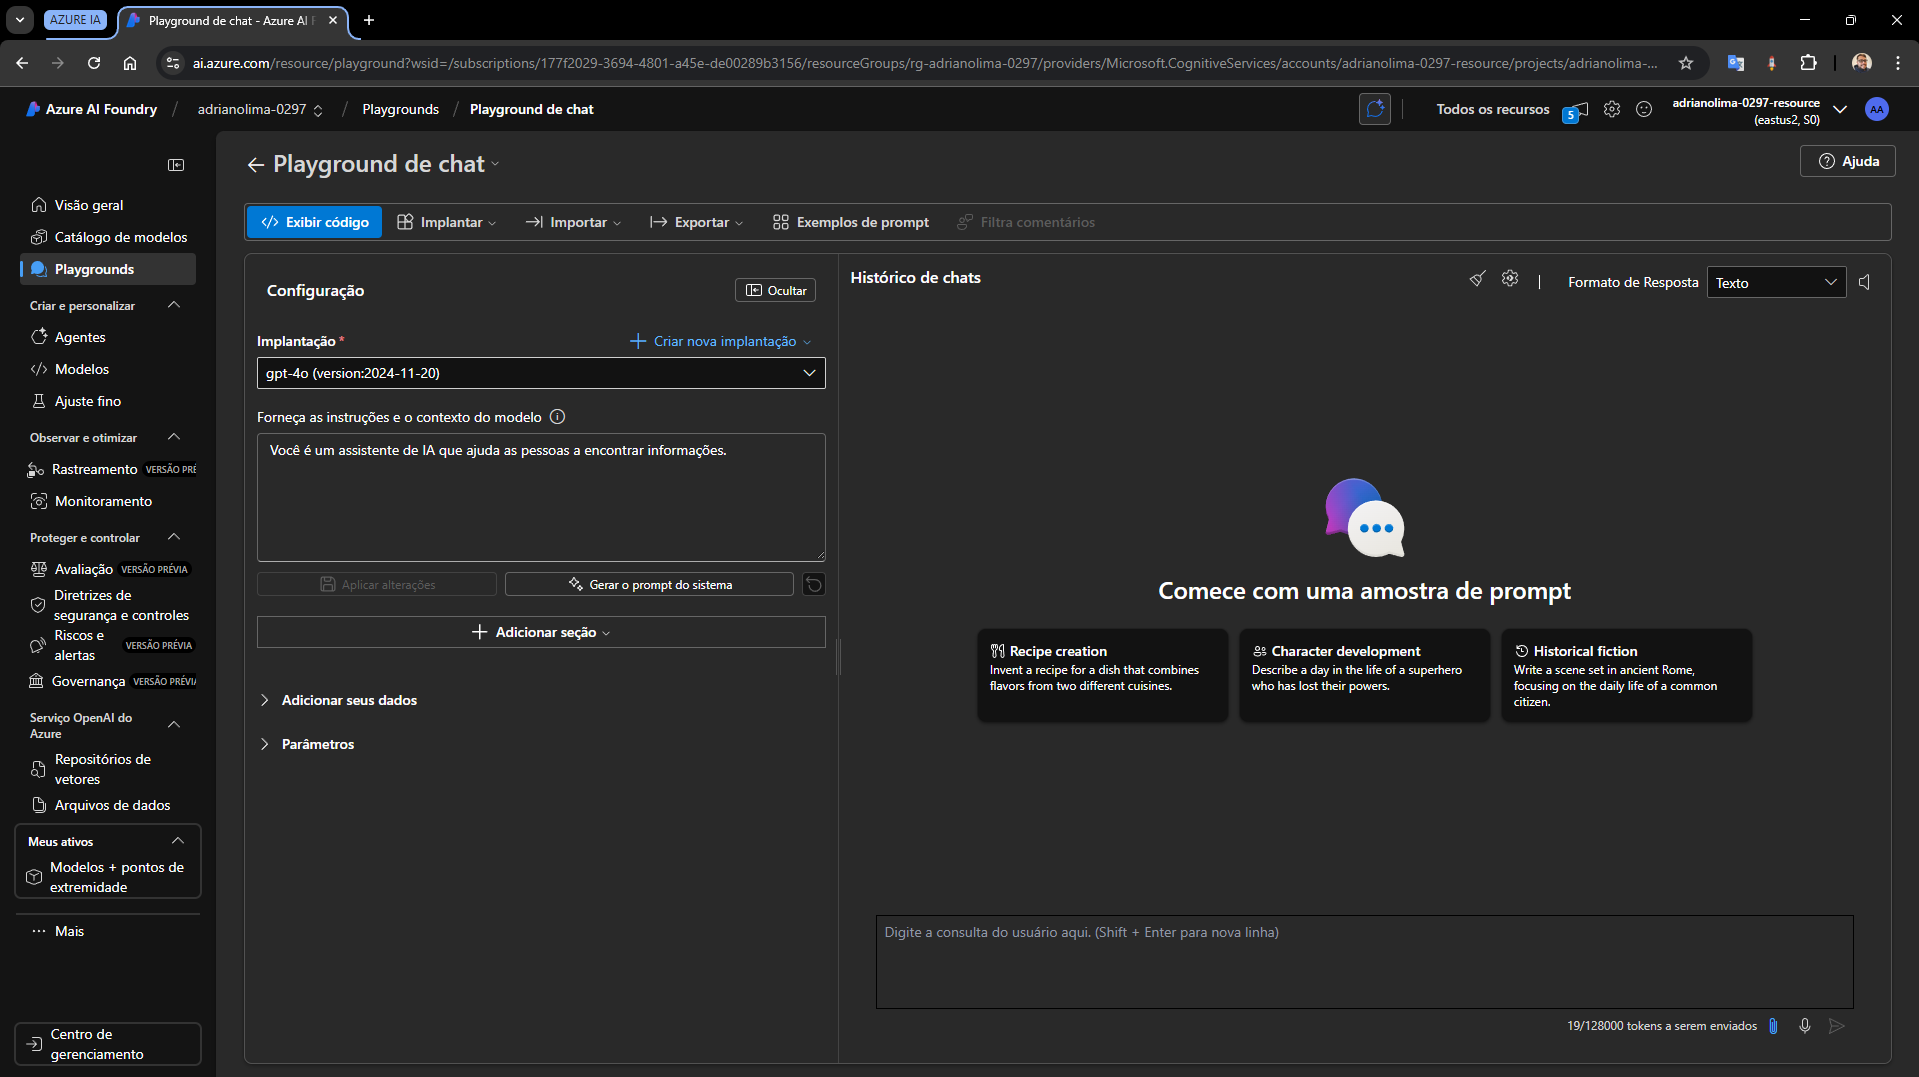 AZURE IA
Playground de chat - Azure AI F
ai.azure.com/resource/playground?wsid=/subscriptions/177f2029-3694-4801-a45e-de00289b3156/resourceGroups/rg-adrianolima-0297/providers/Microsoft.CognitiveServices/accounts/adrianolima-0297-resource/projects/adrianolima-...
Azure AI Foundry / adrianolima-0297 / Playgrounds / Playground de chat
Todos os recursos
5
adrianolima-0297-resource
(eastus2, S0)
AA
Visão geral
Catálogo de modelos
Playgrounds
Criar e personalizar
Agentes
Modelos
Ajuste fino
Observar e otimizar
Rastreamento VERSÃO PRÉ
Monitoramento
Proteger e controlar
Avaliação VERSÃO PRÉVIA
Diretrizes de
segurança e controles
Riscos e
alertas VERSÃO PRÉVIA
Governança VERSÃO PRÉVIA
Serviço OpenAI do
Azure
Repositórios de
vetores
Arquivos de dados
Meus ativos
Modelos + pontos de
extremidade
Mais
Centro de
gerenciamento
Playground de chat
Ajuda
Exibir código
Implantar
Importar
Exportar
Exemplos de prompt
Filtra comentários
Configuração
Ocultar
Implantação *
Criar nova implantação
gpt-4o (version:2024-11-20)
Forneça as instruções e o contexto do modelo
Você é um assistente de IA que ajuda as pessoas a encontrar informações.
Aplicar alterações
Gerar o prompt do sistema
Adicionar seção
Adicionar seus dados
Parâmetros
Histórico de chats
Formato de Resposta
Texto
Comece com uma amostra de prompt
Recipe creation
Invent a recipe for a dish that combines
flavors from two different cuisines.
Character development
Describe a day in the life of a superhero
who has lost their powers.
Historical fiction
Write a scene set in ancient Rome,
focusing on the daily life of a common
citizen.
Digite a consulta do usuário aqui. (Shift + Enter para nova linha)
19/128000 tokens a serem enviados